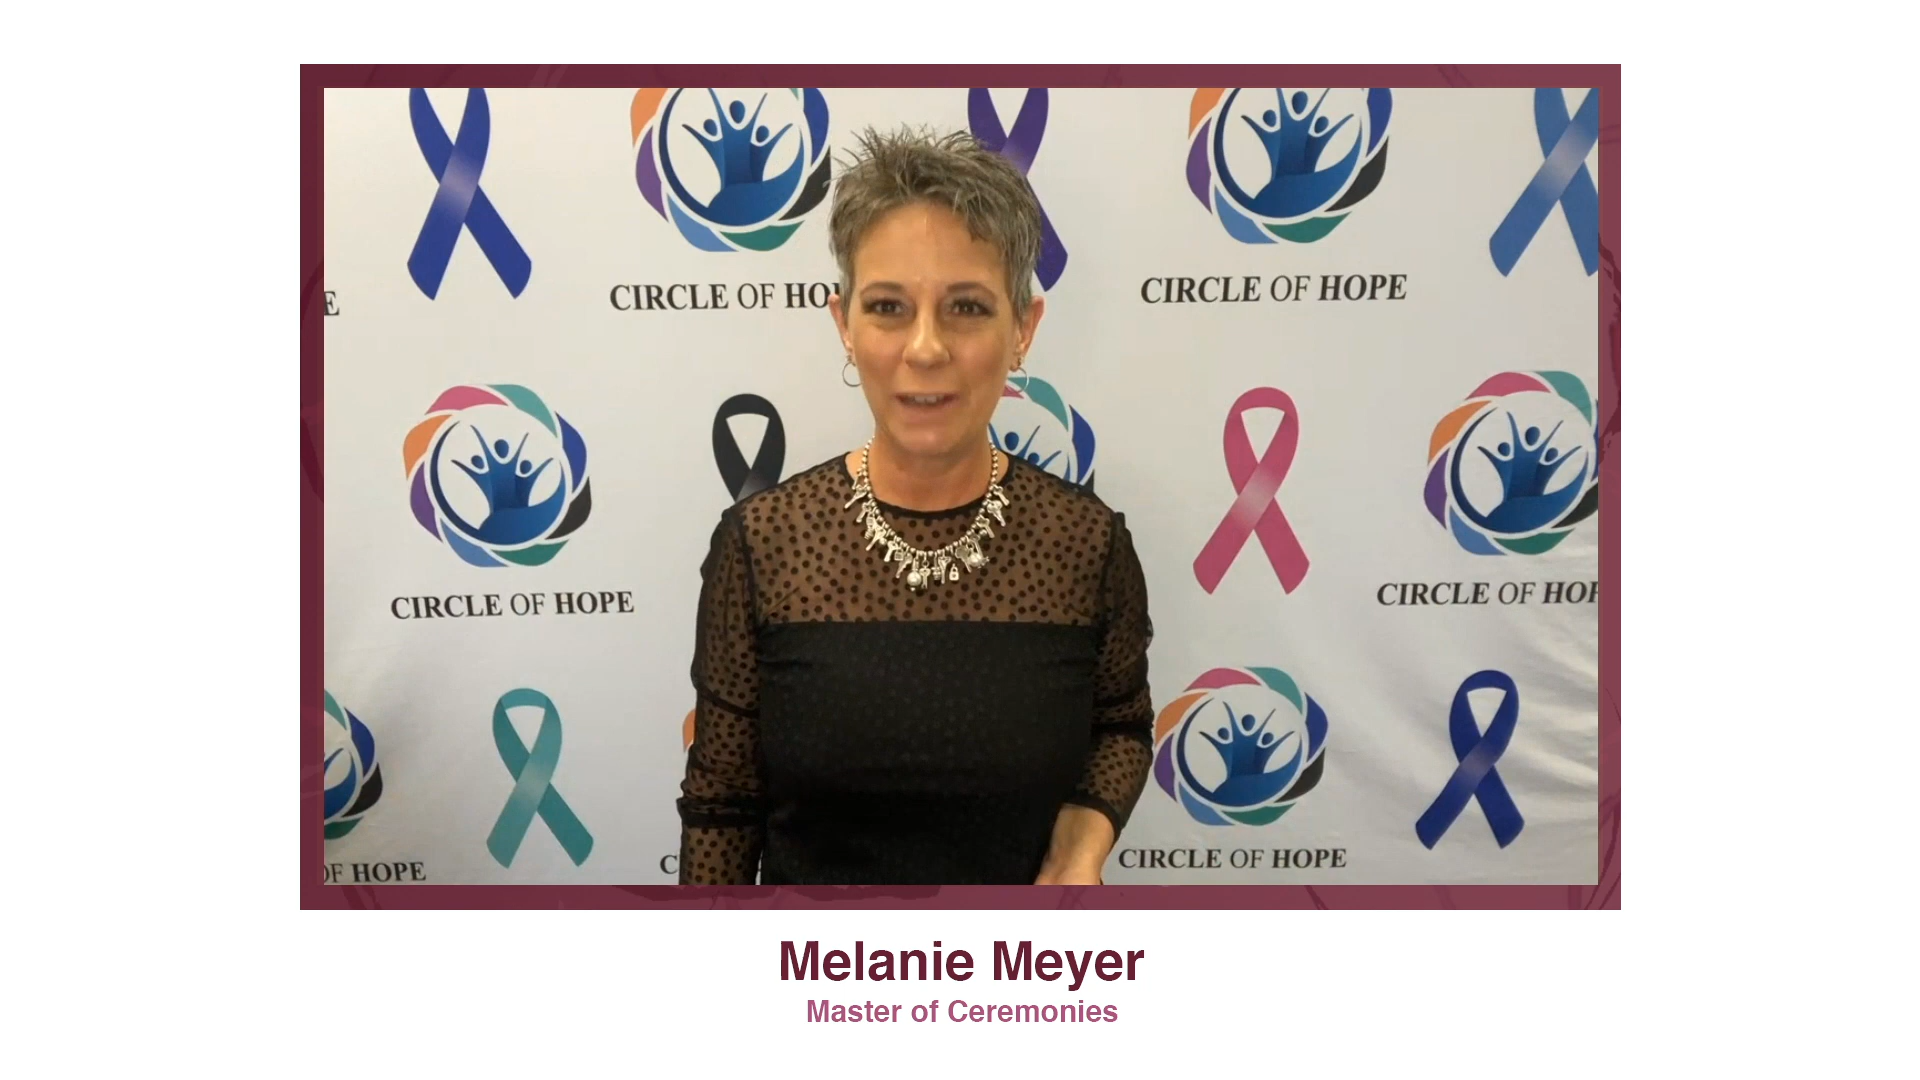 E
CIRCLE OF HO
CIRCLE OF HOPE
CIRCLE OF HOPE
CIRCLE OF HOP
OF HOPE
C
CIRCLE OF HOPE
Melanie Meyer
Master of Ceremonies